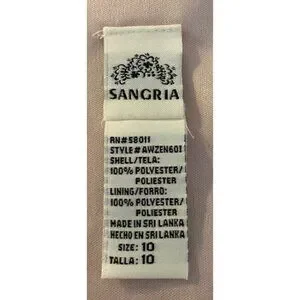 SANGRIA
RN#58011
STYLE#AWZEN601
SHELL/TELA:
100% POLYESTER/
POLIESTER
LINING/FORRO:
100% POLYESTER/
POLIESTER
MADE IN SRI LANKA
HECHO EN SRI LANKA
SIZE: 10
TALLA: 10